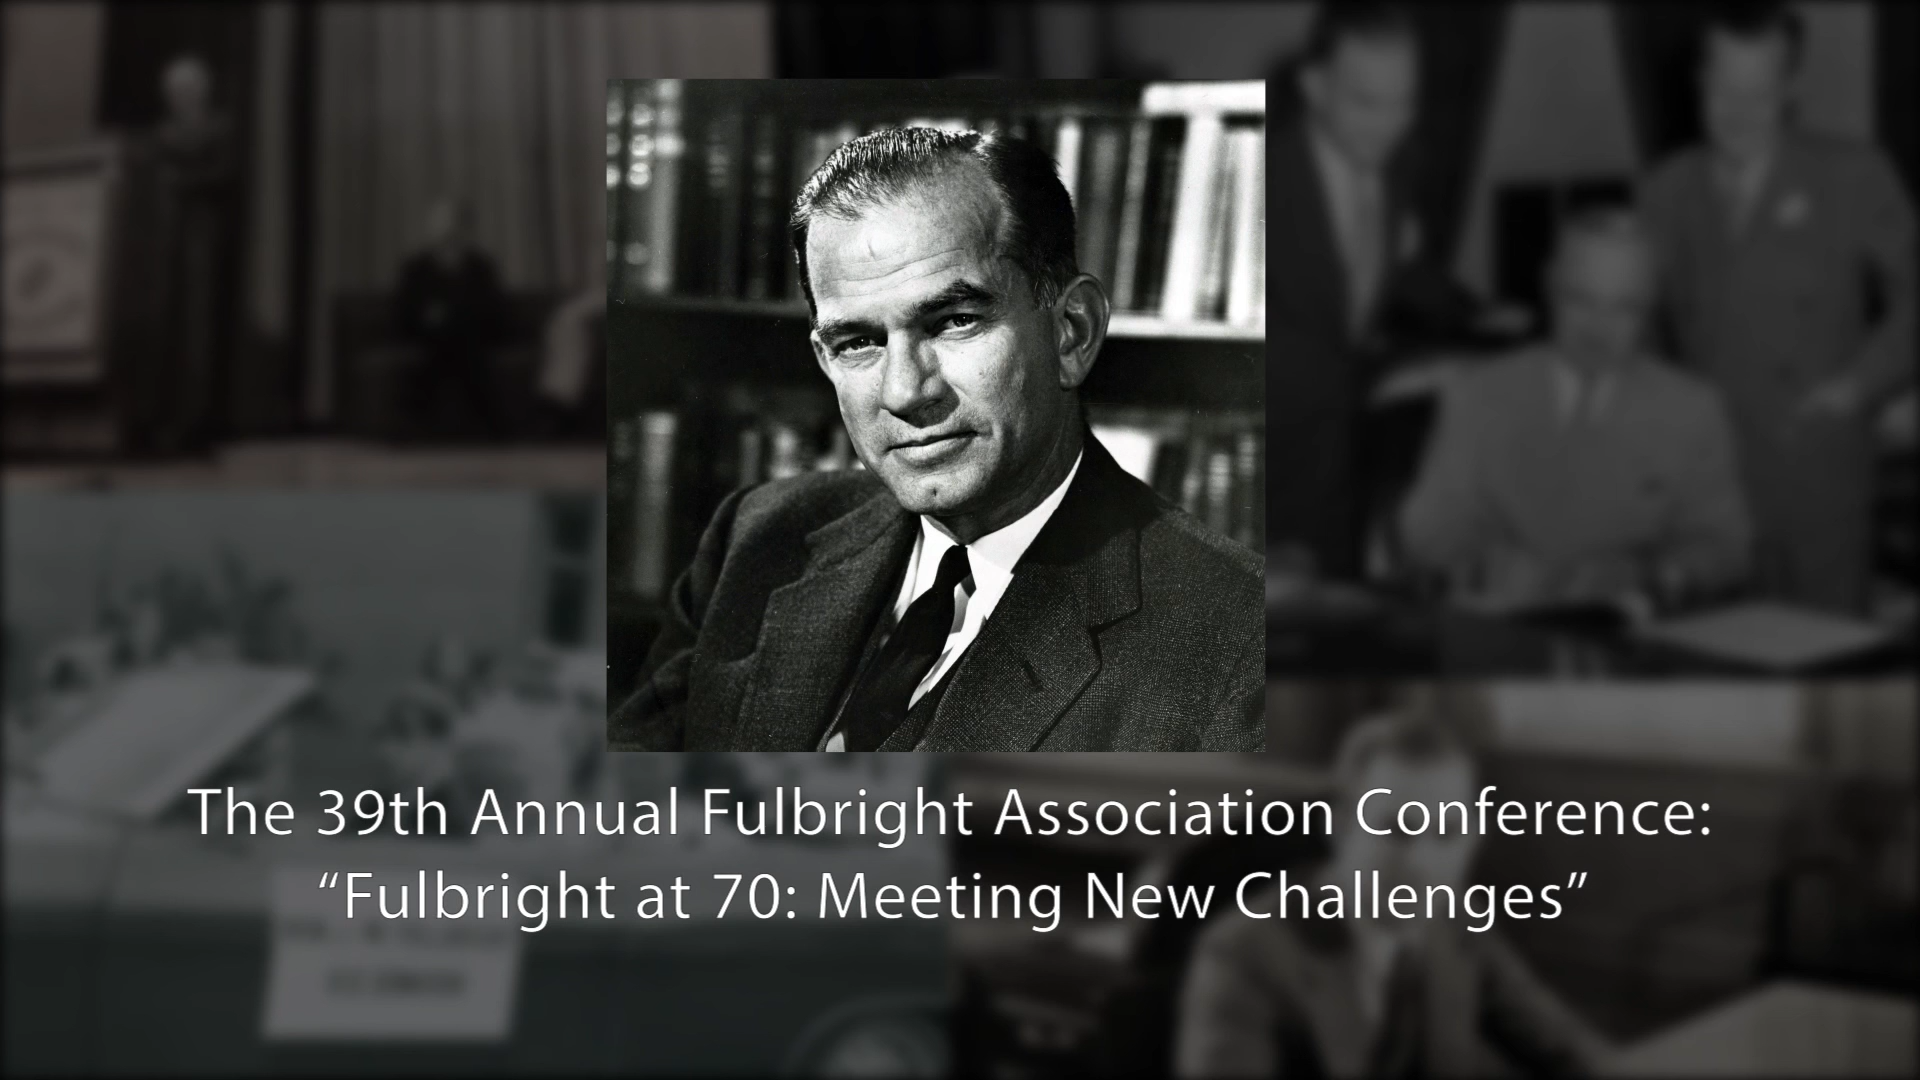 The 39th Annual Fulbright Association Conference:
“Fulbright at 70: Meeting New Challenges”